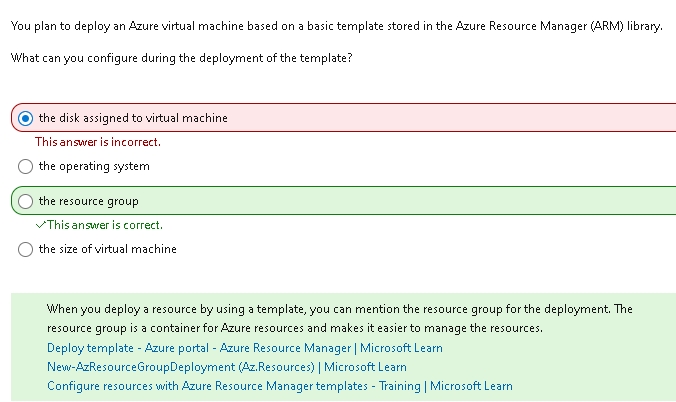 You plan to deploy an Azure virtual machine based on a basic template stored in the Azure Resource Manager (ARM) library.
What can you configure during the deployment of the template?
the disk assigned to virtual machine
This answer is incorrect.
the operating system
the resource group
✓This answer is correct.
the size of virtual machine
When you deploy a resource by using a template, you can mention the resource group for the deployment. The
resource group is a container for Azure resources and makes it easier to manage the resources.
Deploy template - Azure portal - Azure Resource Manager | Microsoft Learn
New-AzResourceGroupDeployment (Az.Resources) | Microsoft Learn
Configure resources with Azure Resource Manager templates - Training | Microsoft Learn